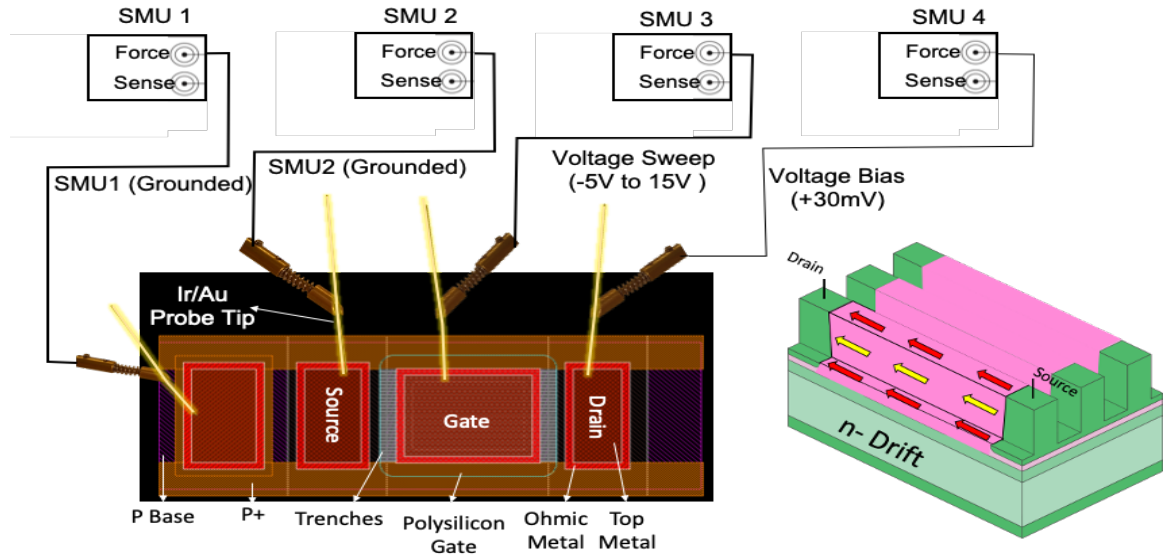 SMU 1
SMU 2
SMU 3
SMU 4
Force
Sense
Force
Sense
Force
Sense
Force
Sense
SMU1 (Grounded)
SMU2 (Grounded)
Voltage Sweep
(-5V to 15V )
Voltage Bias
(+30mV)
Ir/Au
Probe Tip
Source
Gate
Drain
P Base
P+
Trenches
Polysilicon
Gate
Ohmic
Metal
Top
Metal
Drain
Source
n- Drift